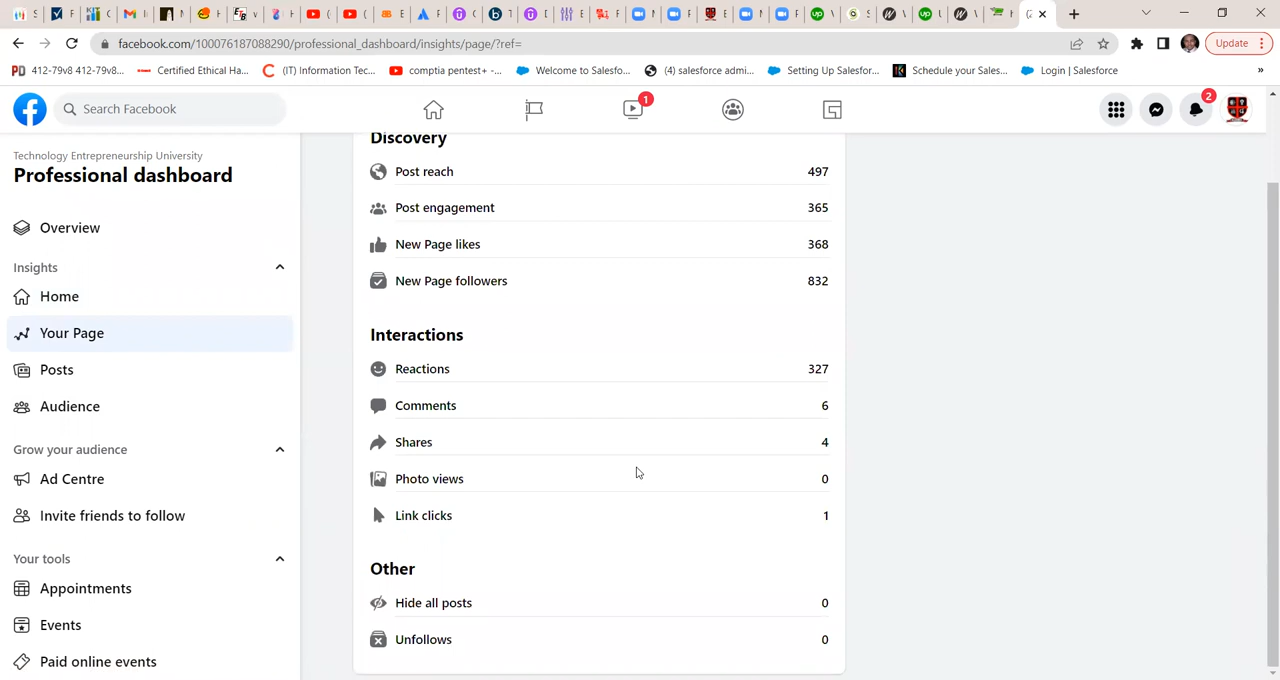 facebook.com/100076187088290/professional_dashboard/insights/page/?ref=
Update
412-79v8 412-79v8...
Certified Ethical Ha...
(IT) Information Tec...
comptia pentest+ -...
Welcome to Salesfo...
(4) salesforce admi...
Setting Up Salesfor...
Schedule your Sales...
Login | Salesforce
»
Search Facebook
1
2
Technology Entrepreneurship University
Professional dashboard
Overview
Insights
Home
Your Page
Posts
Audience
Grow your audience
Ad Centre
Invite friends to follow
Your tools
Appointments
Events
Paid online events
Discovery
Post reach 497
Post engagement 365
New Page likes 368
New Page followers 832
Interactions
Reactions 327
Comments 6
Shares 4
Photo views 0
Link clicks 1
Other
Hide all posts 0
Unfollows 0